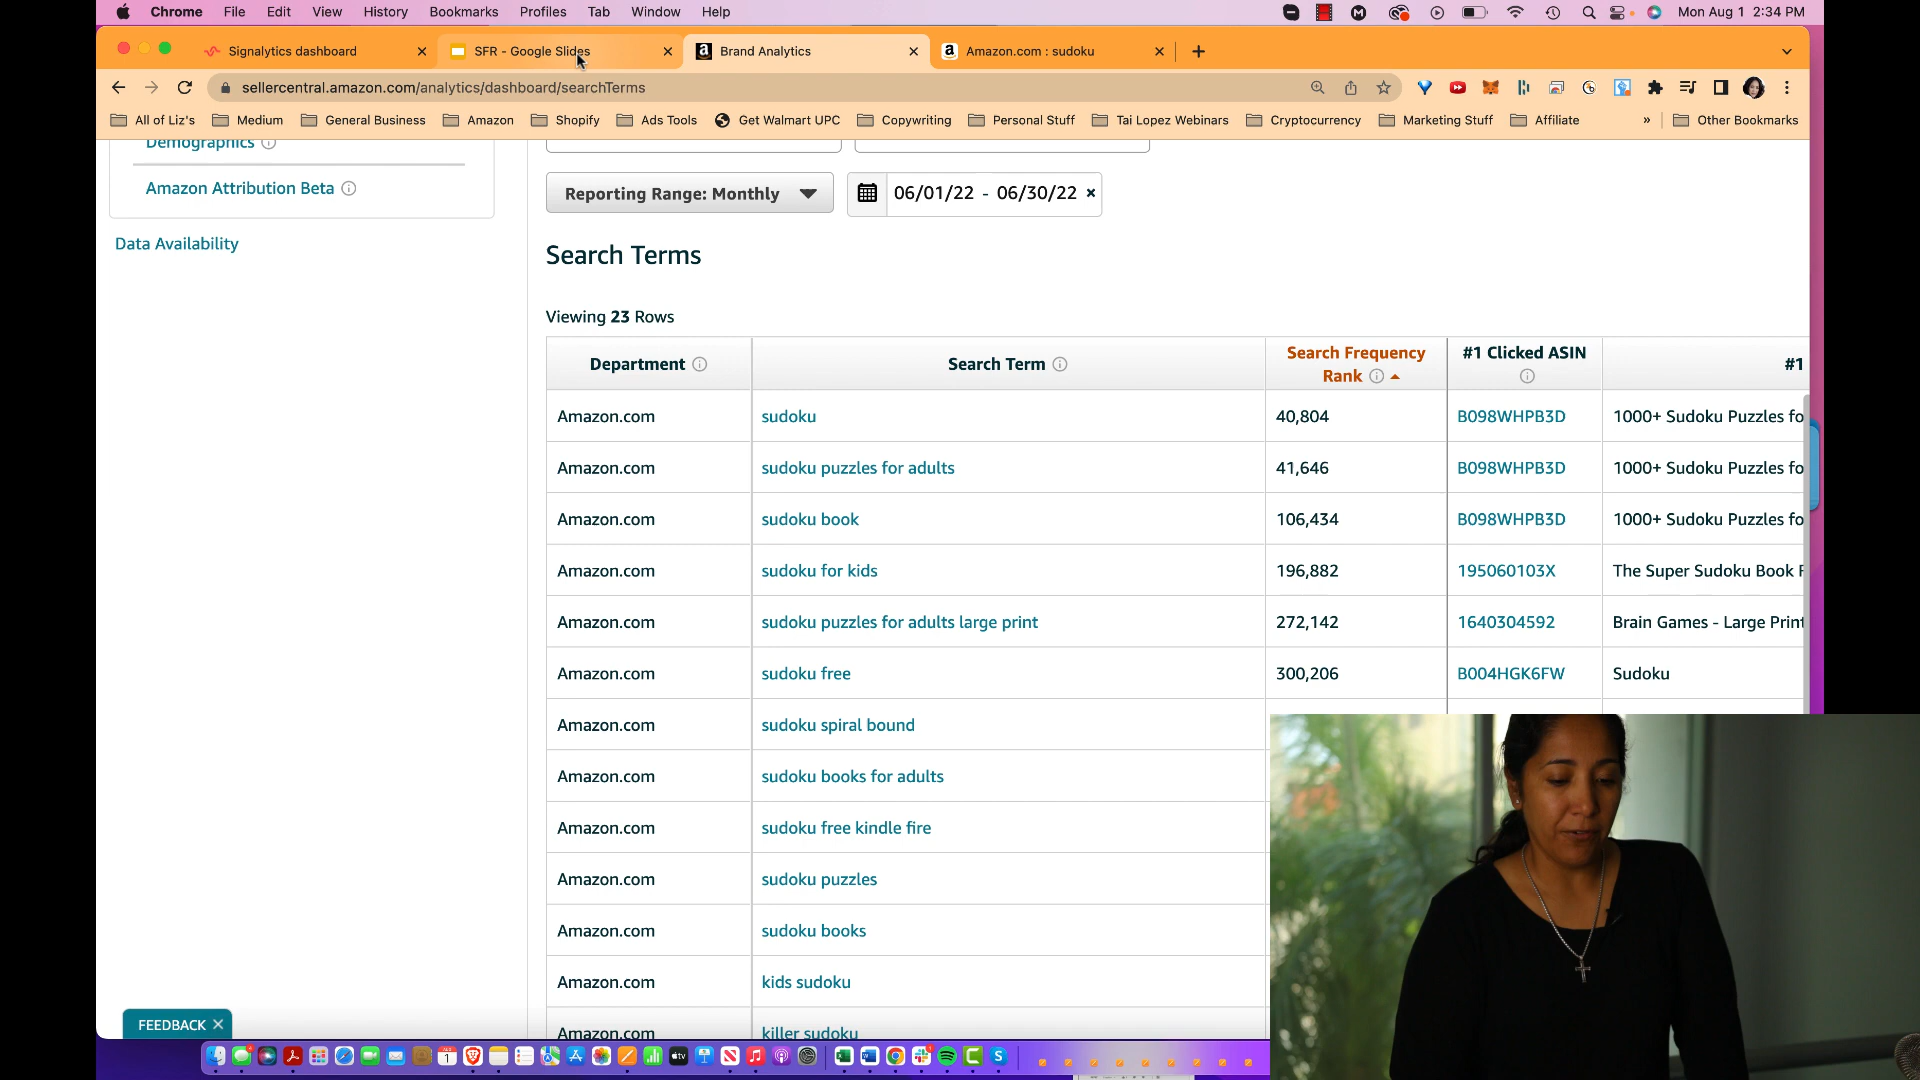 Chrome File Edit View History Bookmarks Profiles Tab Window Help Mon Aug 1 2:34 PM
Signalytics dashboard SFR - Google Slides Brand Analytics Amazon.com : sudoku
sellercentral.amazon.com/analytics/dashboard/searchTerms
All of Liz's Medium General Business Amazon Shopify Ads Tools Get Walmart UPC Copywriting Personal Stuff Tai Lopez Webinars Cryptocurrency Marketing Stuff Affiliate » Other Bookmarks
Demographics
Amazon Attribution Beta
Data Availability
Reporting Range: Monthly 06/01/22 - 06/30/22
Search Terms
Viewing 23 Rows
Department Search Term Search Frequency Rank #1 Clicked ASIN #1
Amazon.com sudoku 40,804 B098WHPB3D 1000+ Sudoku Puzzles fo
Amazon.com sudoku puzzles for adults 41,646 B098WHPB3D 1000+ Sudoku Puzzles fo
Amazon.com sudoku book 106,434 B098WHPB3D 1000+ Sudoku Puzzles fo
Amazon.com sudoku for kids 196,882 195060103X The Super Sudoku Book F
Amazon.com sudoku puzzles for adults large print 272,142 1640304592 Brain Games - Large Print
Amazon.com sudoku free 300,206 B004HGK6FW Sudoku
Amazon.com sudoku spiral bound
Amazon.com sudoku books for adults
Amazon.com sudoku free kindle fire
Amazon.com sudoku puzzles
Amazon.com sudoku books
Amazon.com kids sudoku
Amazon.com killer sudoku
FEEDBACK